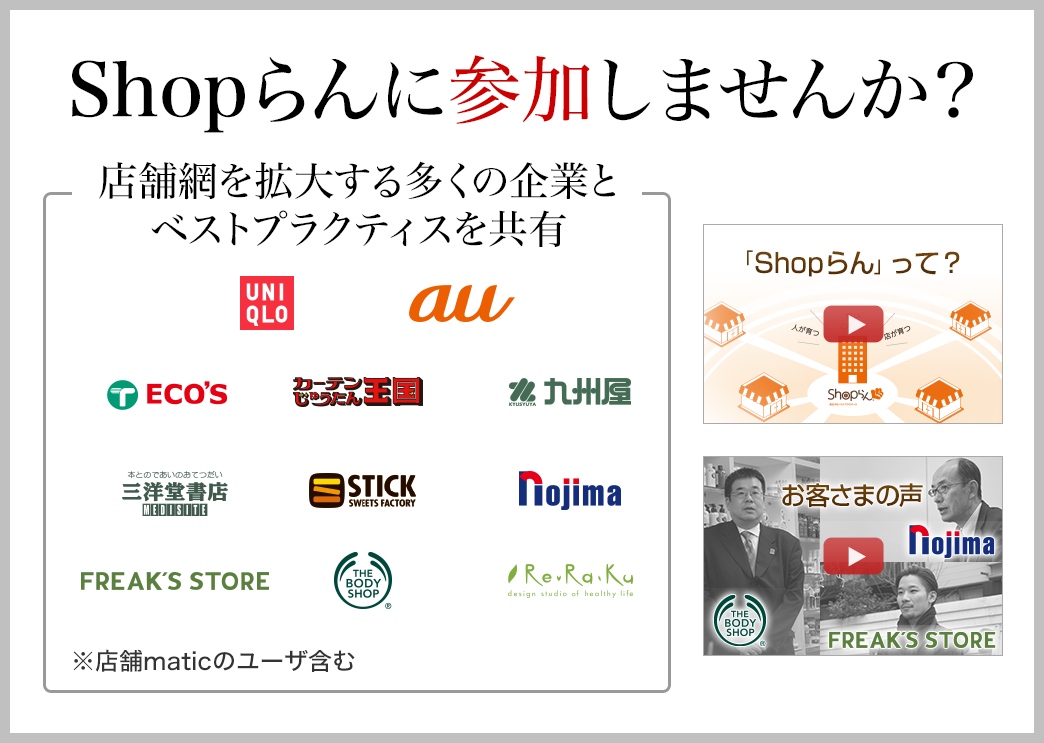 Shopらんに参加しませんか？
店舗網を拡大する多くの企業と
ベストプラクティスを共有
UNI
QLO
au
ECO'S
カーテン
じゅうたん王国
KYUSYUYA
九州屋
本とのであいのおてつだい
三洋堂書店
MEDISITE
STICK
SWEETS FACTORY
nojima
FREAK'S STORE
THE
BODY
SHOP
®
Re.Ra.Ku
design studio of healthy life
※店舗maticのユーザ含む
「Shopらん」って？
人が育つ
店が育つ
Shopらん
お客さまの声
nojima
THE
BODY
SHOP
®
FREAK'S STORE